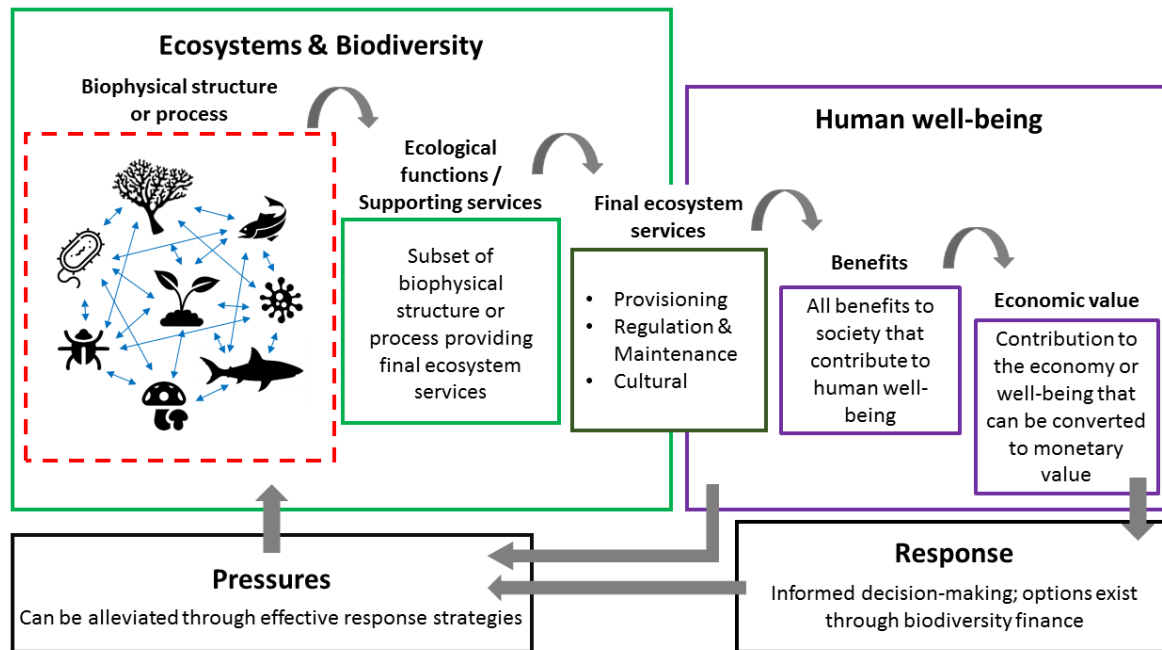 Ecosystems & Biodiversity
Biophysical structure
or process
Ecological
functions /
Supporting services
Subset of
biophysical
structure or
process providing
final ecosystem
services
Final ecosystem
services
• Provisioning
• Regulation &
Maintenance
• Cultural
Human well-being
Benefits
All benefits to
society that
contribute to
human well-
being
Economic value
Contribution to
the economy or
well-being that
can be converted
to monetary
value
Pressures
Can be alleviated through effective response strategies
Response
Informed decision-making; options exist
through biodiversity finance